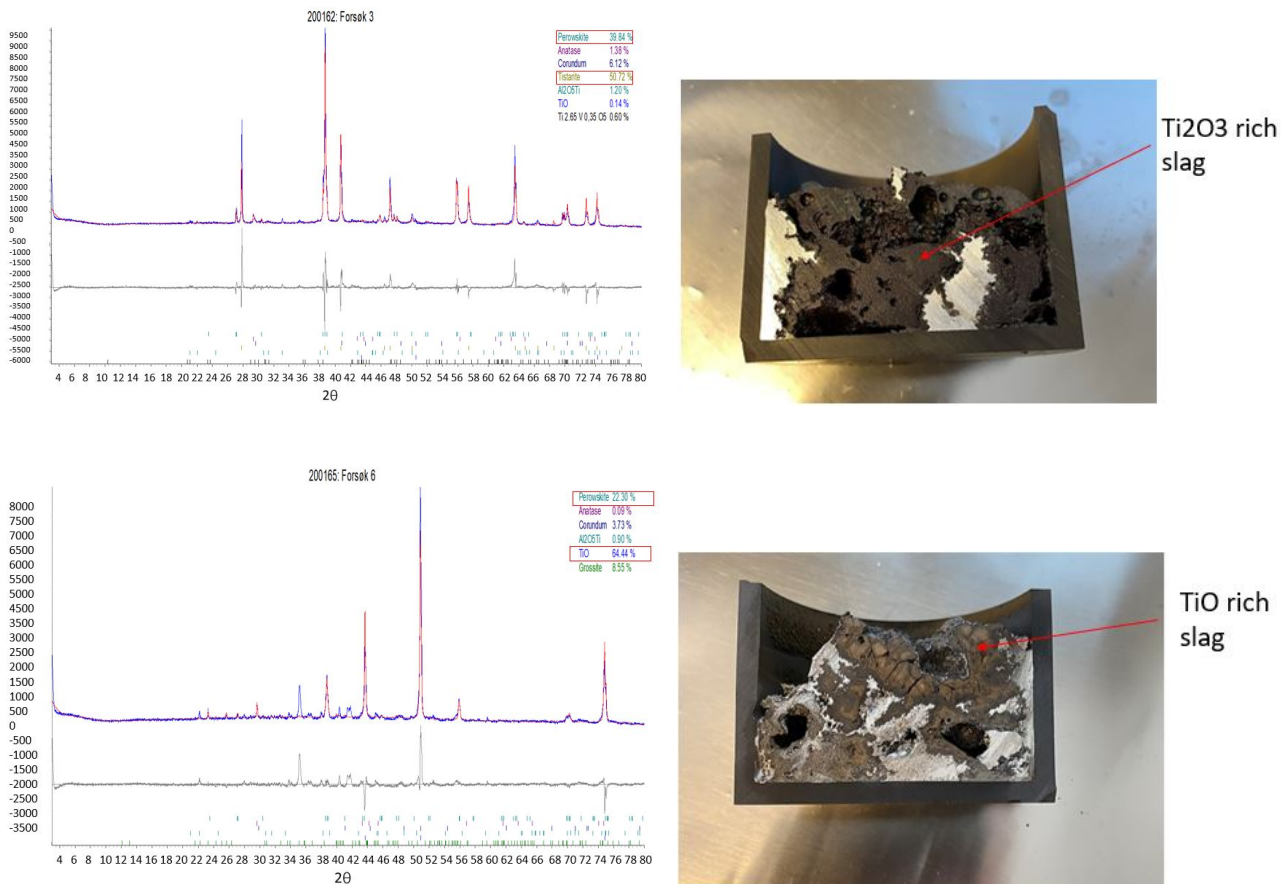 200162: Forsøk 3
9500
9000
8500
8000
7500
7000
6500
6000
5500
5000
4500
4000
3500
3000
2500
2000
1500
1000
500
0
-500
-1000
-1500
-2000
-2500
-3000
-3500
-4000
-4500
-5000
-5500
-6000
Perowskite 39.84 %
Anatase 1.38 %
Corundum 6.12 %
Tistarite 50.72 %
Al2O5Ti 1.20 %
TiO 0.14 %
Ti 2.65 V 0,35 O5 0.60 %
4 6 8 10 12 14 16 18 20 22 24 26 28 30 32 34 36 38 40 42 44 46 48 50 52 54 56 58 60 62 64 66 68 70 72 74 76 78 80
2θ
Ti2O3 rich
slag
200165: Forsøk 6
8000
7500
7000
6500
6000
5500
5000
4500
4000
3500
3000
2500
2000
1500
1000
500
0
-500
-1000
-1500
-2000
-2500
-3000
-3500
Perowskite 22.30 %
Anatase 0.09 %
Corundum 3.73 %
Al2O5Ti 0.90 %
TiO 64.44 %
Grossite 8.55 %
4 6 8 10 12 14 16 18 20 22 24 26 28 30 32 34 36 38 40 42 44 46 48 50 52 54 56 58 60 62 64 66 68 70 72 74 76 78 80
2θ
TiO rich
slag